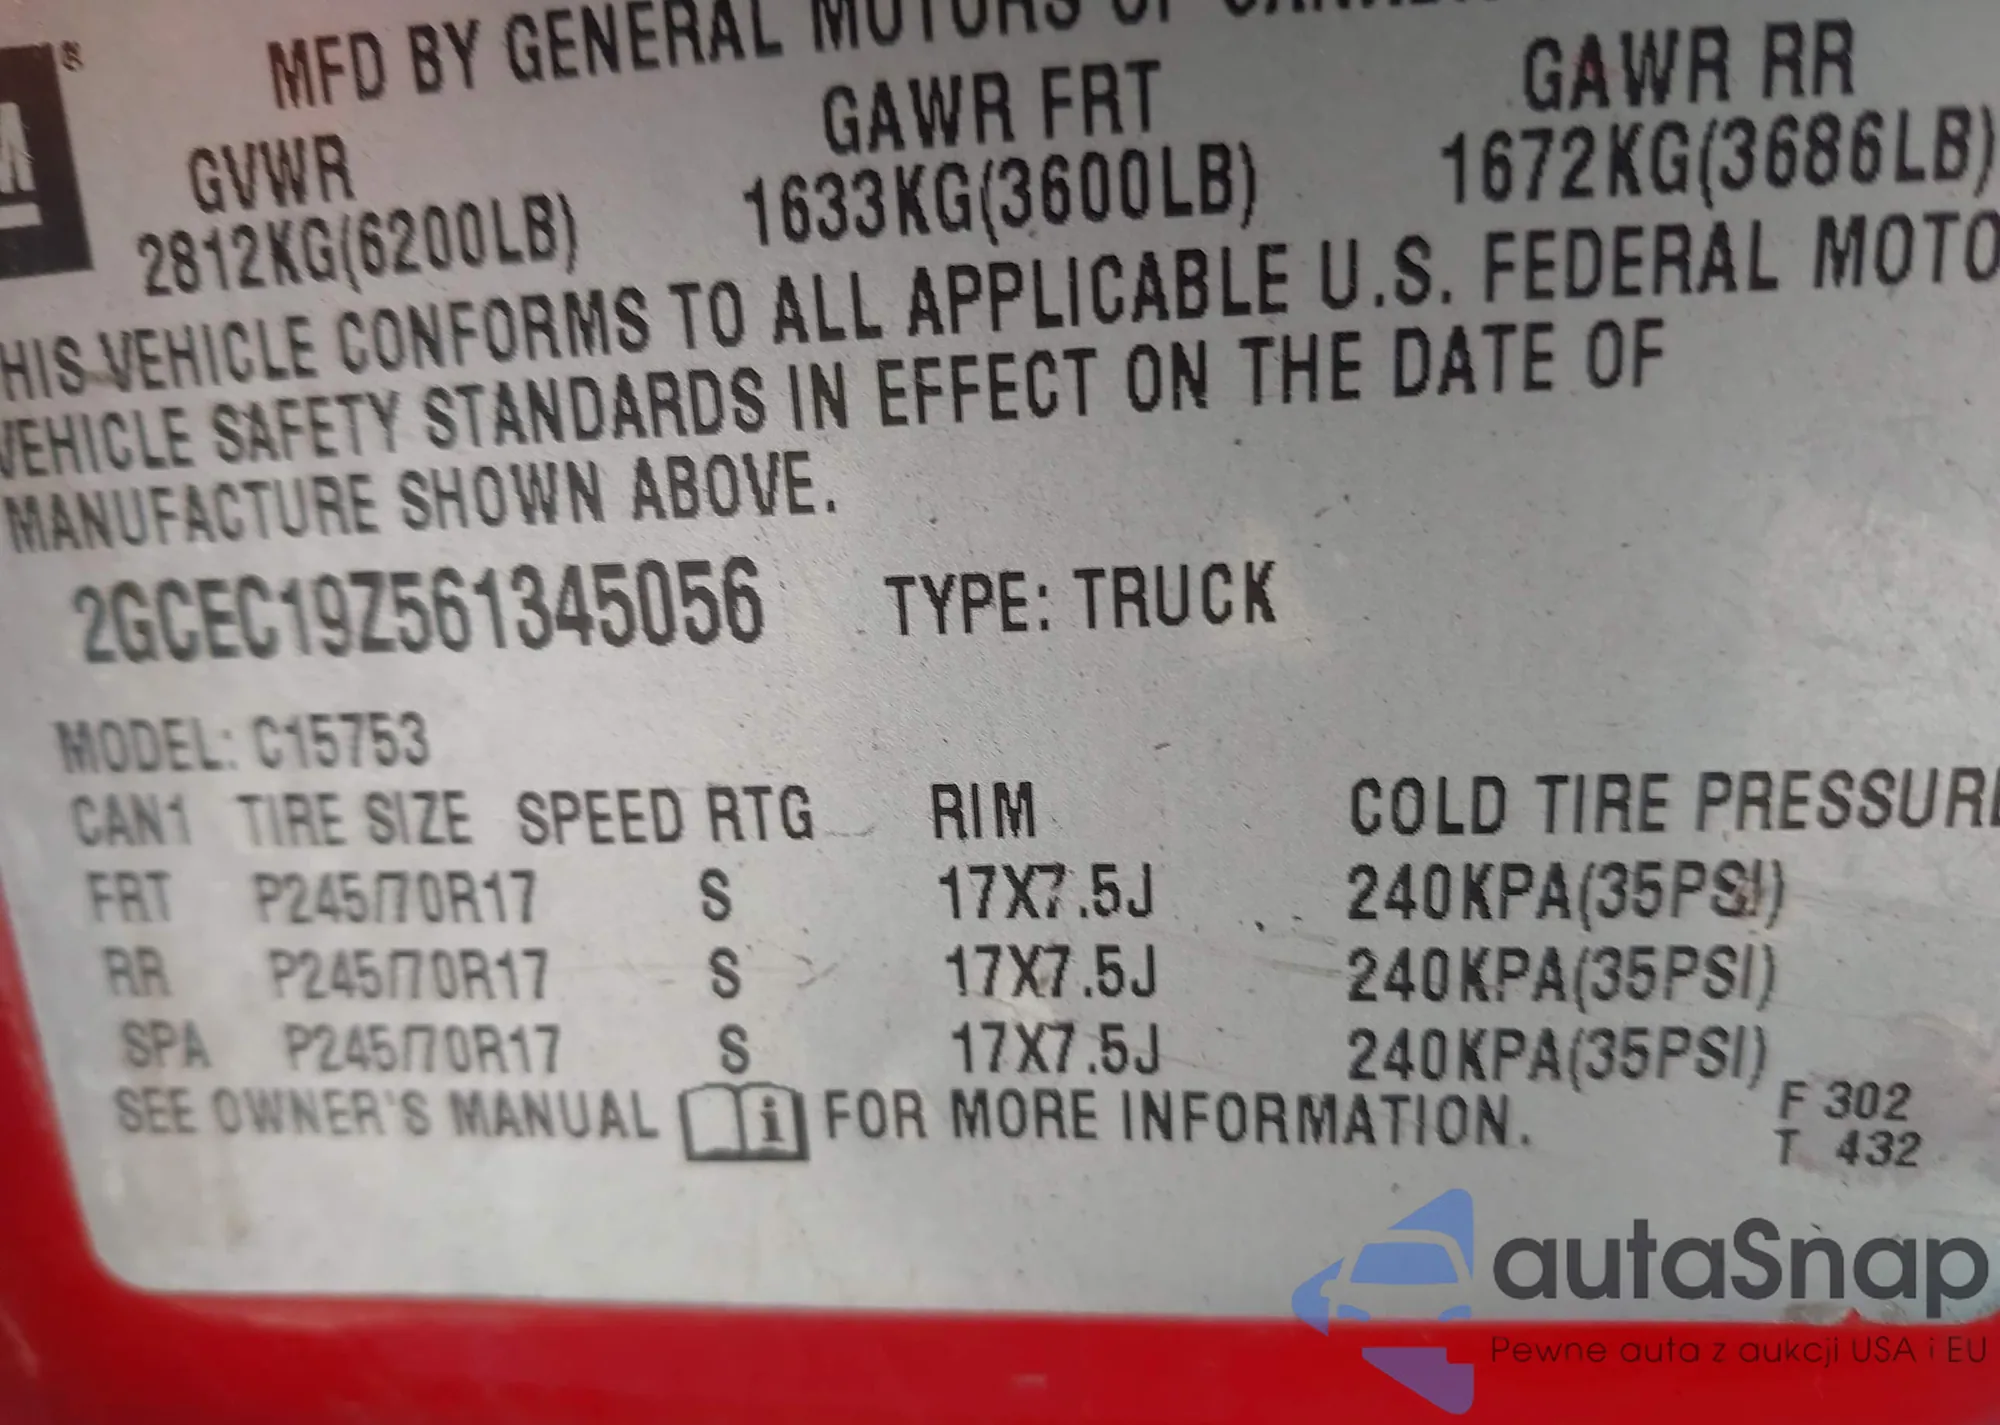 ®
MFD BY GENERAL MOTORS OF
GVWR GAWR FRT GAWR RR
2812KG(6200LB) 1633KG(3600LB) 1672KG(3686LB)
HIS VEHICLE CONFORMS TO ALL APPLICABLE U.S. FEDERAL MOTO
VEHICLE SAFETY STANDARDS IN EFFECT ON THE DATE OF
MANUFACTURE SHOWN ABOVE.
2GCEC19Z561345056 TYPE: TRUCK
MODEL: C15753
CAN1 TIRE SIZE SPEED RTG RIM COLD TIRE PRESSURE
FRT P245/70R17 S 17X7.5J 240KPA(35PSI)
RR P245/70R17 S 17X7.5J 240KPA(35PSI)
SPA P245/70R17 S 17X7.5J 240KPA(35PSI)
SEE OWNER'S MANUAL i FOR MORE INFORMATION.
F 302
T 432
autaSnap
Pewne auta z aukcji USA i EU